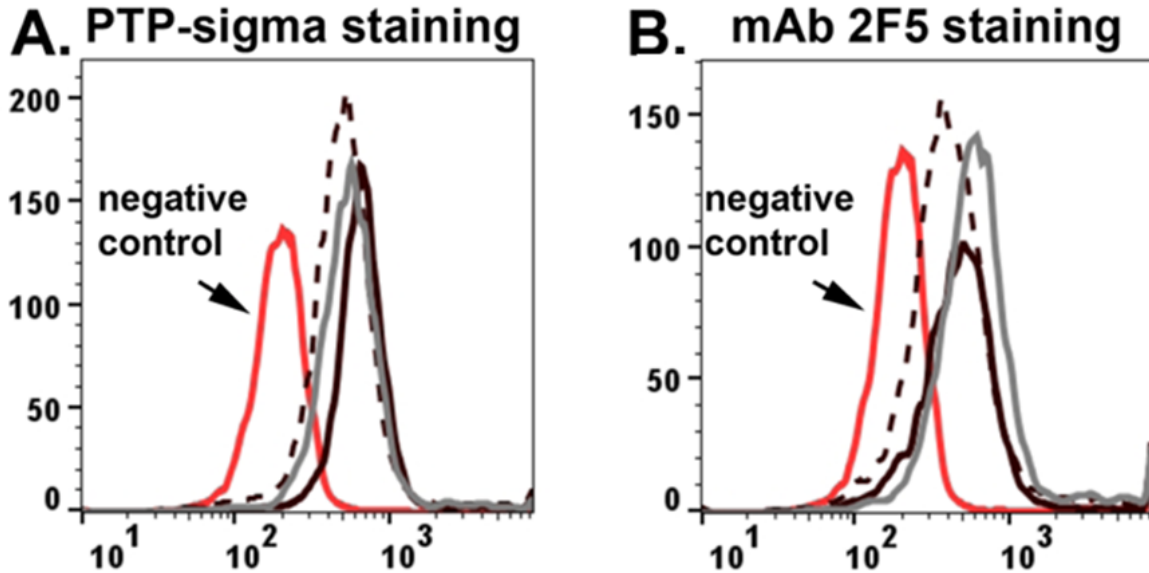 A. PTP-sigma staining
200
150
100
50
0
negative
control
10^1 10^2 10^3
B. mAb 2F5 staining
150
100
50
0
negative
control
10^1 10^2 10^3